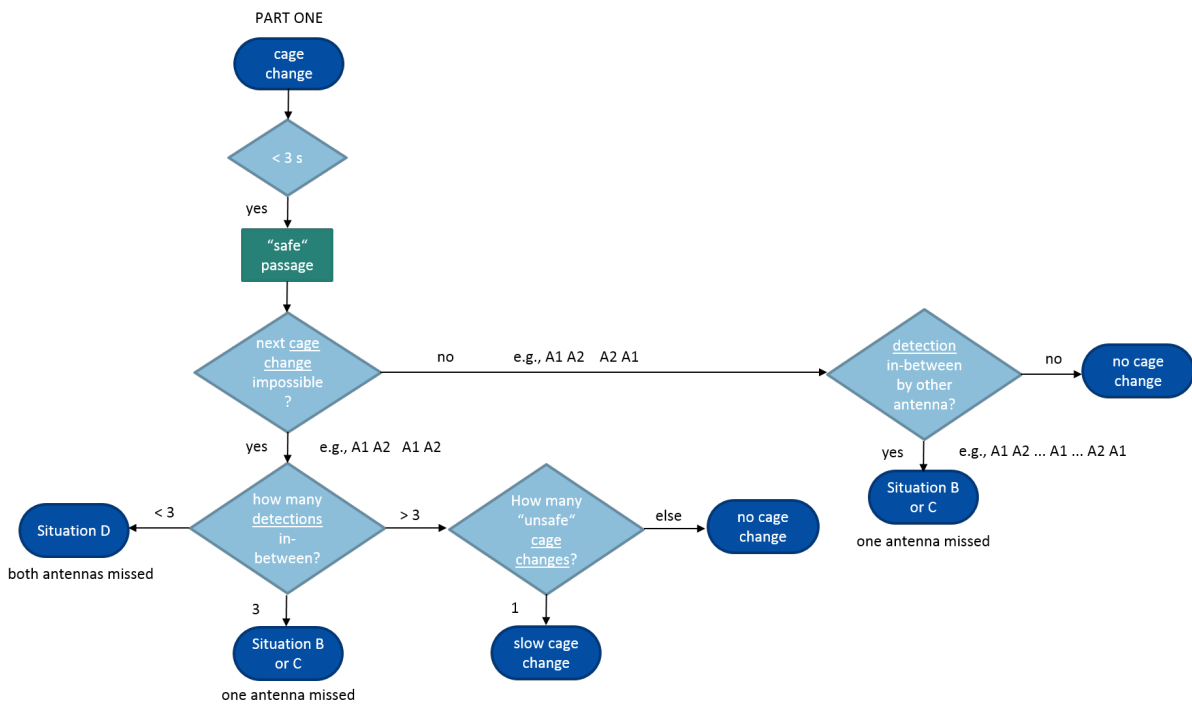 PART ONE
cage
change
< 3 s
yes
“safe“
passage
next cage
change
impossible
?
no
e.g., A1 A2    A2 A1
detection
in-between
by other
antenna?
no
no cage
change
yes
e.g., A1 A2 ... A1 ... A2 A1
Situation B
or C
one antenna missed
yes
e.g., A1 A2   A1 A2
how many
detections
in-
between?
< 3
Situation D
both antennas missed
3
Situation B
or C
one antenna missed
> 3
How many
“unsafe“
cage
changes?
else
no cage
change
1
slow cage
change